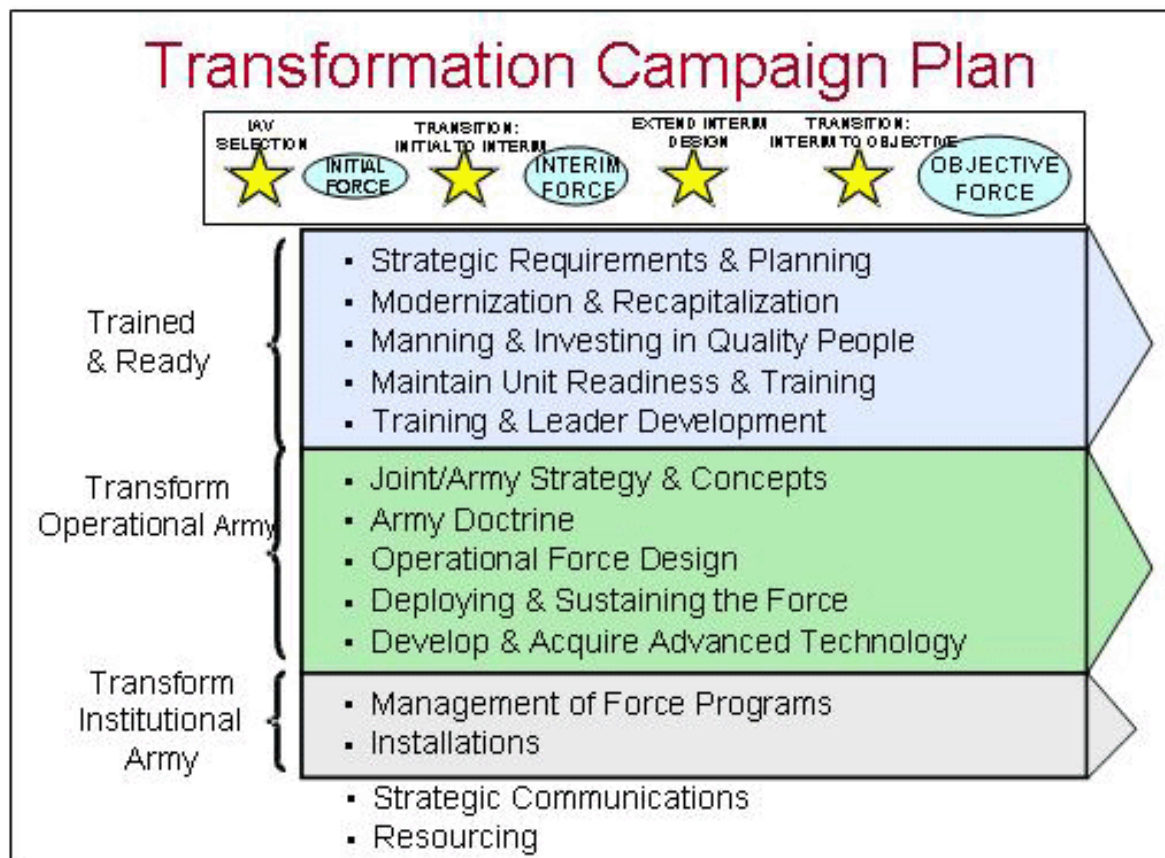 Transformation Campaign Plan
IAV
SELECTION
INITIAL
FORCE
TRANSITION:
INITIAL TO INTERIM
INTERIM
FORCE
EXTEND INTERIM
DESIGN
TRANSITION:
INTERIM TO OBJECTIVE
OBJECTIVE
FORCE
Trained
& Ready
▪ Strategic Requirements & Planning
▪ Modernization & Recapitalization
▪ Manning & Investing in Quality People
▪ Maintain Unit Readiness & Training
▪ Training & Leader Development
Transform
Operational Army
▪ Joint/Army Strategy & Concepts
▪ Army Doctrine
▪ Operational Force Design
▪ Deploying & Sustaining the Force
▪ Develop & Acquire Advanced Technology
Transform
Institutional
Army
▪ Management of Force Programs
▪ Installations
▪ Strategic Communications
▪ Resourcing